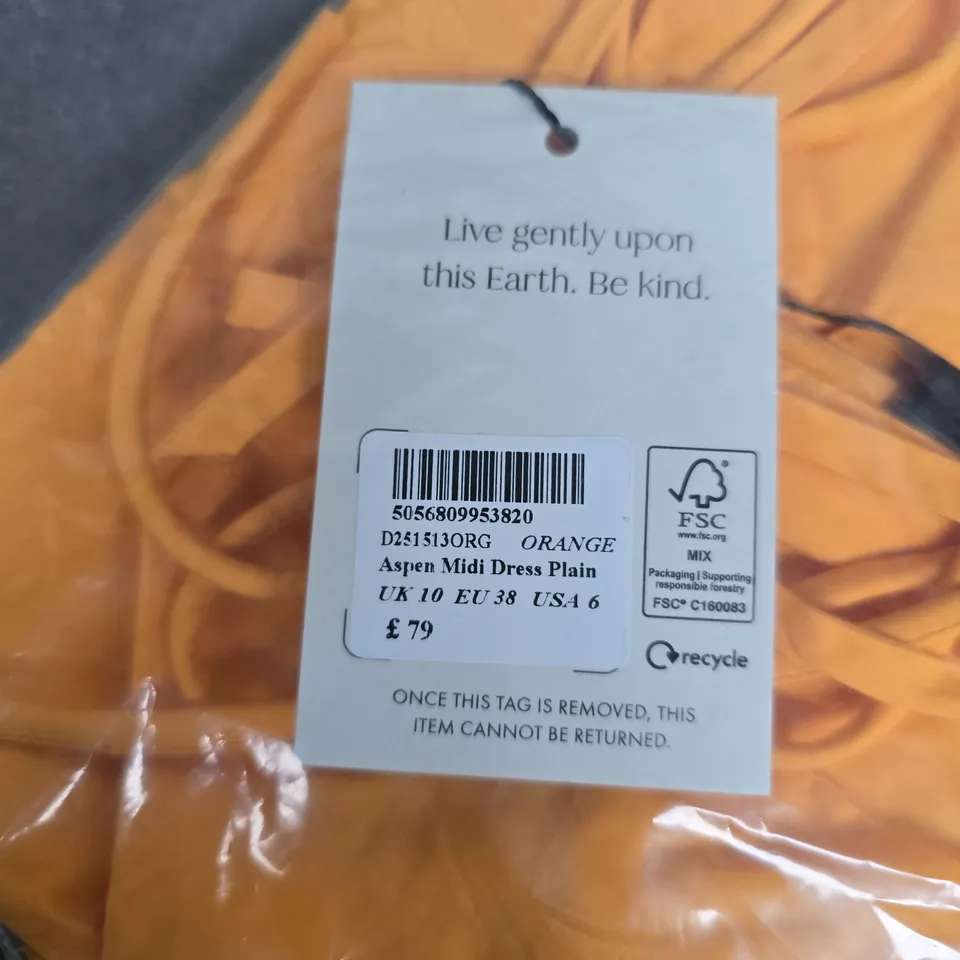 Live gently upon
this Earth. Be kind.
5056809953820
D251513ORG ORANGE
Aspen Midi Dress Plain
UK 10 EU 38 USA 6
£ 79
®
FSC
www.fsc.org
MIX
Packaging | Supporting
responsible forestry
FSC® C160083
recycle
ONCE THIS TAG IS REMOVED, THIS
ITEM CANNOT BE RETURNED.